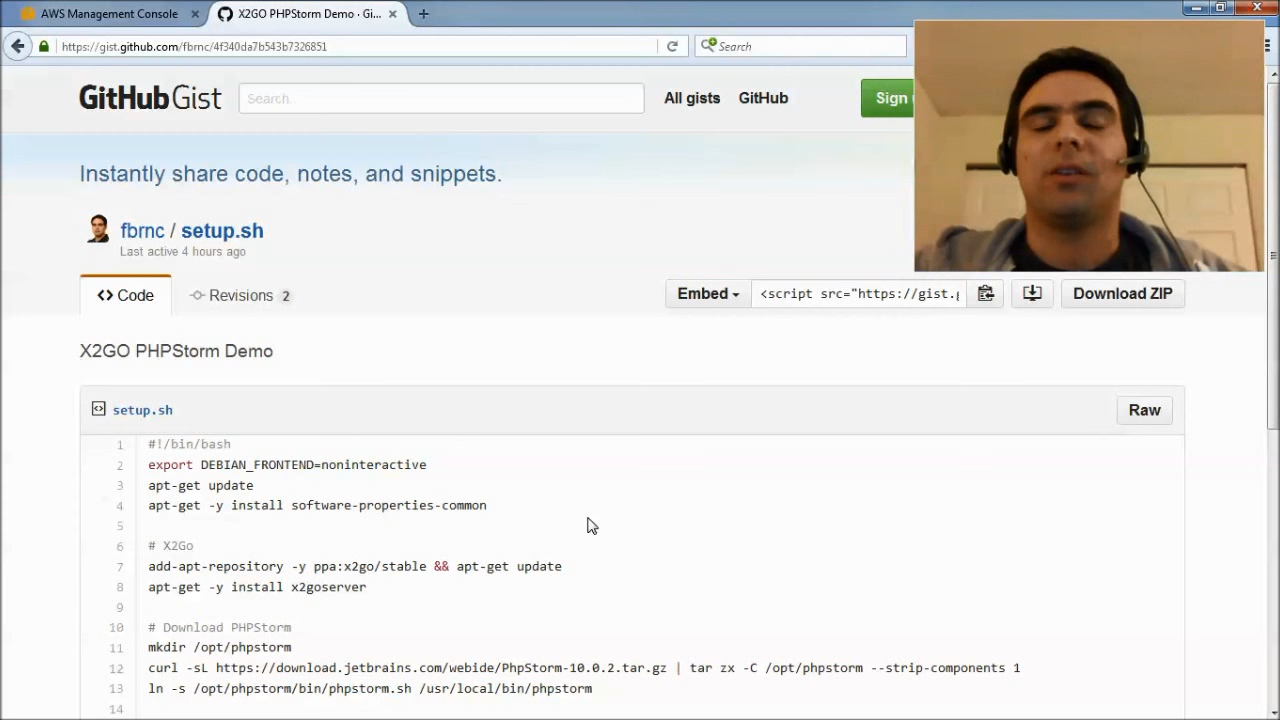 AWS Management Console
X2GO PHPStorm Demo · Gi...
https://gist.github.com/fbrnc/4f340da7b543b7326851
Search
GitHub Gist
Search.
All gists
GitHub
Sign
Instantly share code, notes, and snippets.
fbrnc / setup.sh
Last active 4 hours ago
Code
Revisions 2
Embed
<script src="https://gist.g
Download ZIP
X2GO PHPStorm Demo
setup.sh
Raw
1 #!/bin/bash
2 export DEBIAN_FRONTEND=noninteractive
3 apt-get update
4 apt-get -y install software-properties-common
5
6 # X2Go
7 add-apt-repository -y ppa:x2go/stable && apt-get update
8 apt-get -y install x2goserver
9
10 # Download PHPStorm
11 mkdir /opt/phpstorm
12 curl -sL https://download.jetbrains.com/webide/PhpStorm-10.0.2.tar.gz | tar zx -C /opt/phpstorm --strip-components 1
13 ln -s /opt/phpstorm/bin/phpstorm.sh /usr/local/bin/phpstorm
14